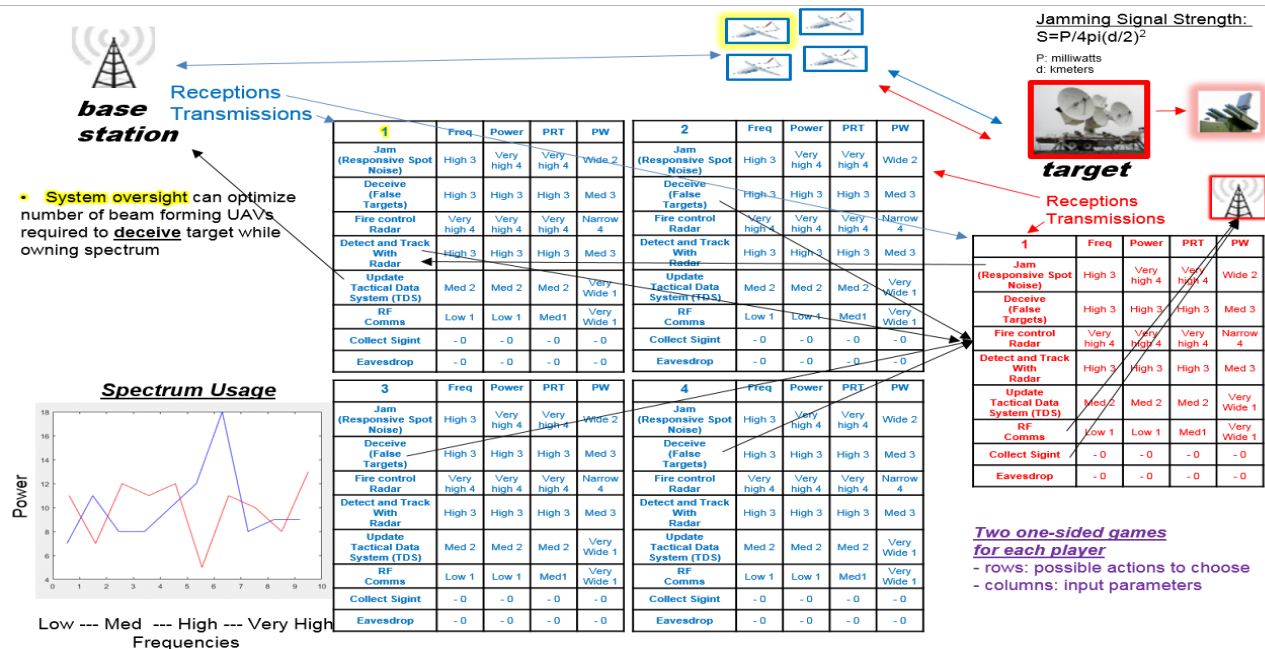 Jamming Signal Strength:
S=P/4pi(d/2)2
P: milliwatts
d: kmeters
base
station
Receptions
Transmissions
target
Receptions
Transmissions
• System oversight can optimize
number of beam forming UAVs
required to deceive target while
owning spectrum
1 Freq Power PRT PW
Jam
(Responsive Spot
Noise)
High 3 Very
high 4 Very
high 4 Wide 2
Deceive
(False
Targets)
High 3 High 3 High 3 Med 3
Fire control
Radar
Very
high 4 Very
high 4 Very
high 4 Narrow
4
Detect and Track
With
Radar
High 3 High 3 High 3 Med 3
Update
Tactical Data
System (TDS)
Med 2 Med 2 Med 2 Very
Wide 1
RF
Comms
Low 1 Low 1 Med1 Very
Wide 1
Collect Sigint - 0 - 0 - 0 - 0
Eavesdrop - 0 - 0 - 0 - 0
2 Freq Power PRT PW
Jam
(Responsive Spot
Noise)
High 3 Very
high 4 Very
high 4 Wide 2
Deceive
(False
Targets)
High 3 High 3 High 3 Med 3
Fire control
Radar
Very
high 4 Very
high 4 Very
high 4 Narrow
4
Detect and Track
With
Radar
High 3 High 3 High 3 Med 3
Update
Tactical Data
System (TDS)
Med 2 Med 2 Med 2 Very
Wide 1
RF
Comms
Low 1 Low 1 Med1 Very
Wide 1
Collect Sigint - 0 - 0 - 0 - 0
Eavesdrop - 0 - 0 - 0 - 0
1 Freq Power PRT PW
Jam
(Responsive Spot
Noise)
High 3 Very
high 4 Very
high 4 Wide 2
Deceive
(False
Targets)
High 3 High 3 High 3 Med 3
Fire control
Radar
Very
high 4 Very
high 4 Very
high 4 Narrow
4
Detect and Track
With
Radar
High 3 High 3 High 3 Med 3
Update
Tactical Data
System (TDS)
Med 2 Med 2 Med 2 Very
Wide 1
RF
Comms
Low 1 Low 1 Med1 Very
Wide 1
Collect Sigint - 0 - 0 - 0 - 0
Eavesdrop - 0 - 0 - 0 - 0
Spectrum Usage
Power
18
16
14
12
10
8
6
4
0 1 2 3 4 5 6 7 8 9 10
Low --- Med --- High --- Very High
Frequencies
3 Freq Power PRT PW
Jam
(Responsive Spot
Noise)
High 3 Very
high 4 Very
high 4 Wide 2
Deceive
(False
Targets)
High 3 High 3 High 3 Med 3
Fire control
Radar
Very
high 4 Very
high 4 Very
high 4 Narrow
4
Detect and Track
With
Radar
High 3 High 3 High 3 Med 3
Update
Tactical Data
System (TDS)
Med 2 Med 2 Med 2 Very
Wide 1
RF
Comms
Low 1 Low 1 Med1 Very
Wide 1
Collect Sigint - 0 - 0 - 0 - 0
Eavesdrop - 0 - 0 - 0 - 0
4 Freq Power PRT PW
Jam
(Responsive Spot
Noise)
High 3 Very
high 4 Very
high 4 Wide 2
Deceive
(False
Targets)
High 3 High 3 High 3 Med 3
Fire control
Radar
Very
high 4 Very
high 4 Very
high 4 Narrow
4
Detect and Track
With
Radar
High 3 High 3 High 3 Med 3
Update
Tactical Data
System (TDS)
Med 2 Med 2 Med 2 Very
Wide 1
RF
Comms
Low 1 Low 1 Med1 Very
Wide 1
Collect Sigint - 0 - 0 - 0 - 0
Eavesdrop - 0 - 0 - 0 - 0
Two one-sided games
for each player
- rows: possible actions to choose
- columns: input parameters